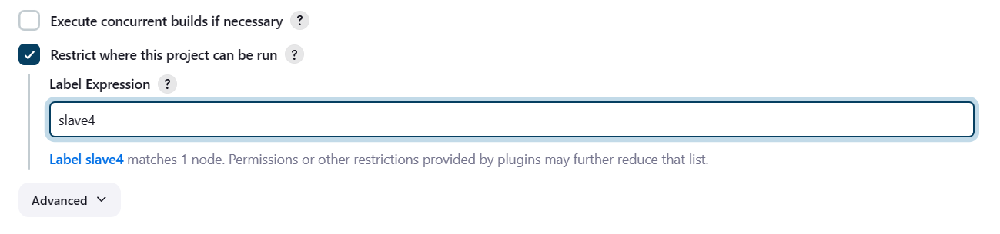 Execute concurrent builds if necessary ?
Restrict where this project can be run ?
Label Expression ?
slave4
Label slave4 matches 1 node. Permissions or other restrictions provided by plugins may further reduce that list.
Advanced